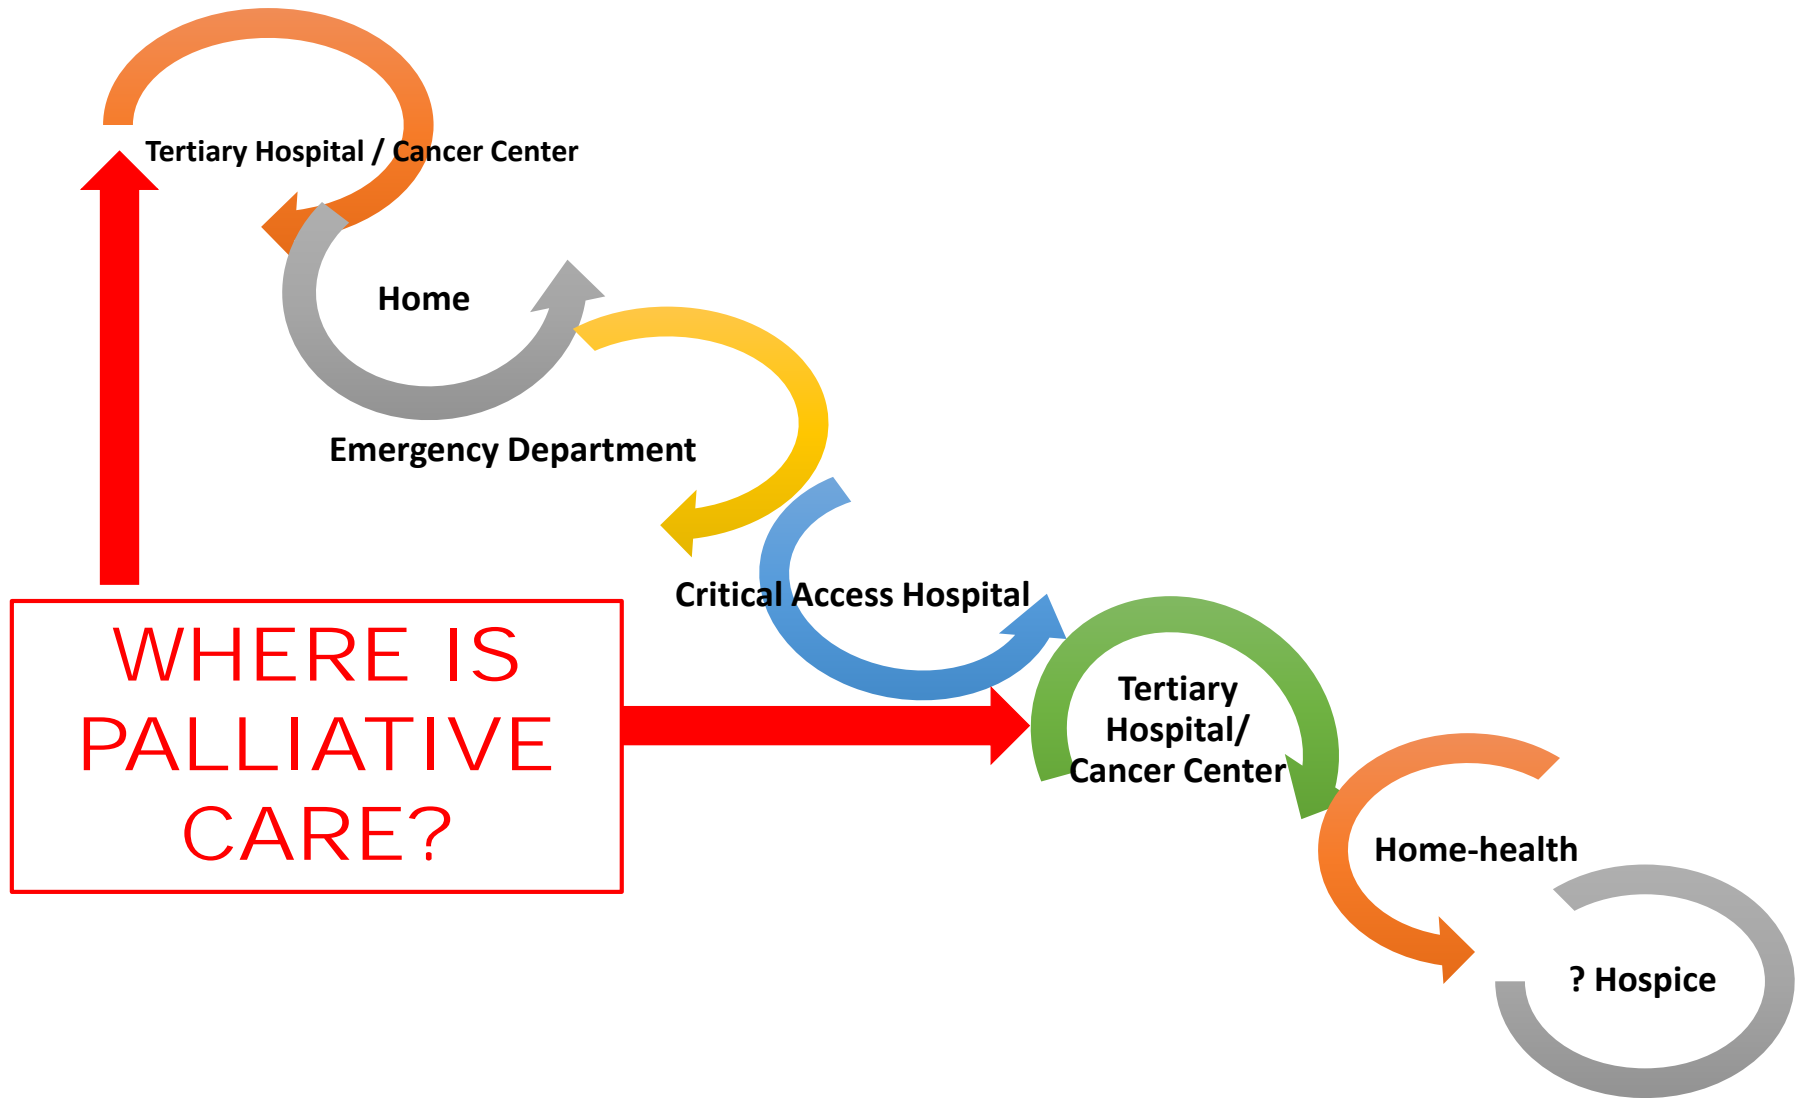 Tertiary Hospital / Cancer Center
Home
Emergency Department
Critical Access Hospital
WHERE IS
PALLIATIVE
CARE?
Tertiary
Hospital/
Cancer Center
Home-health
? Hospice